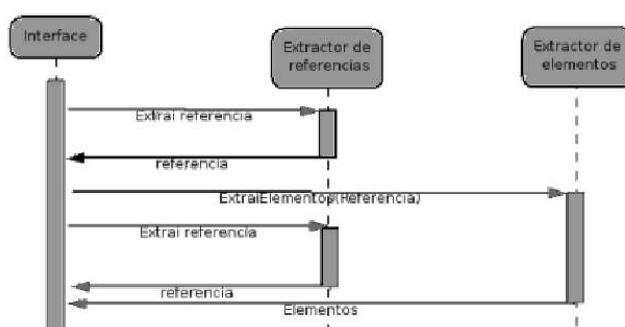 Interface
Extractor de
referencias
Extractor de
elementos
Extrai referencia
referencia
ExtraiElementos(Referencia)
Extrai referencia
referencia
Elementos